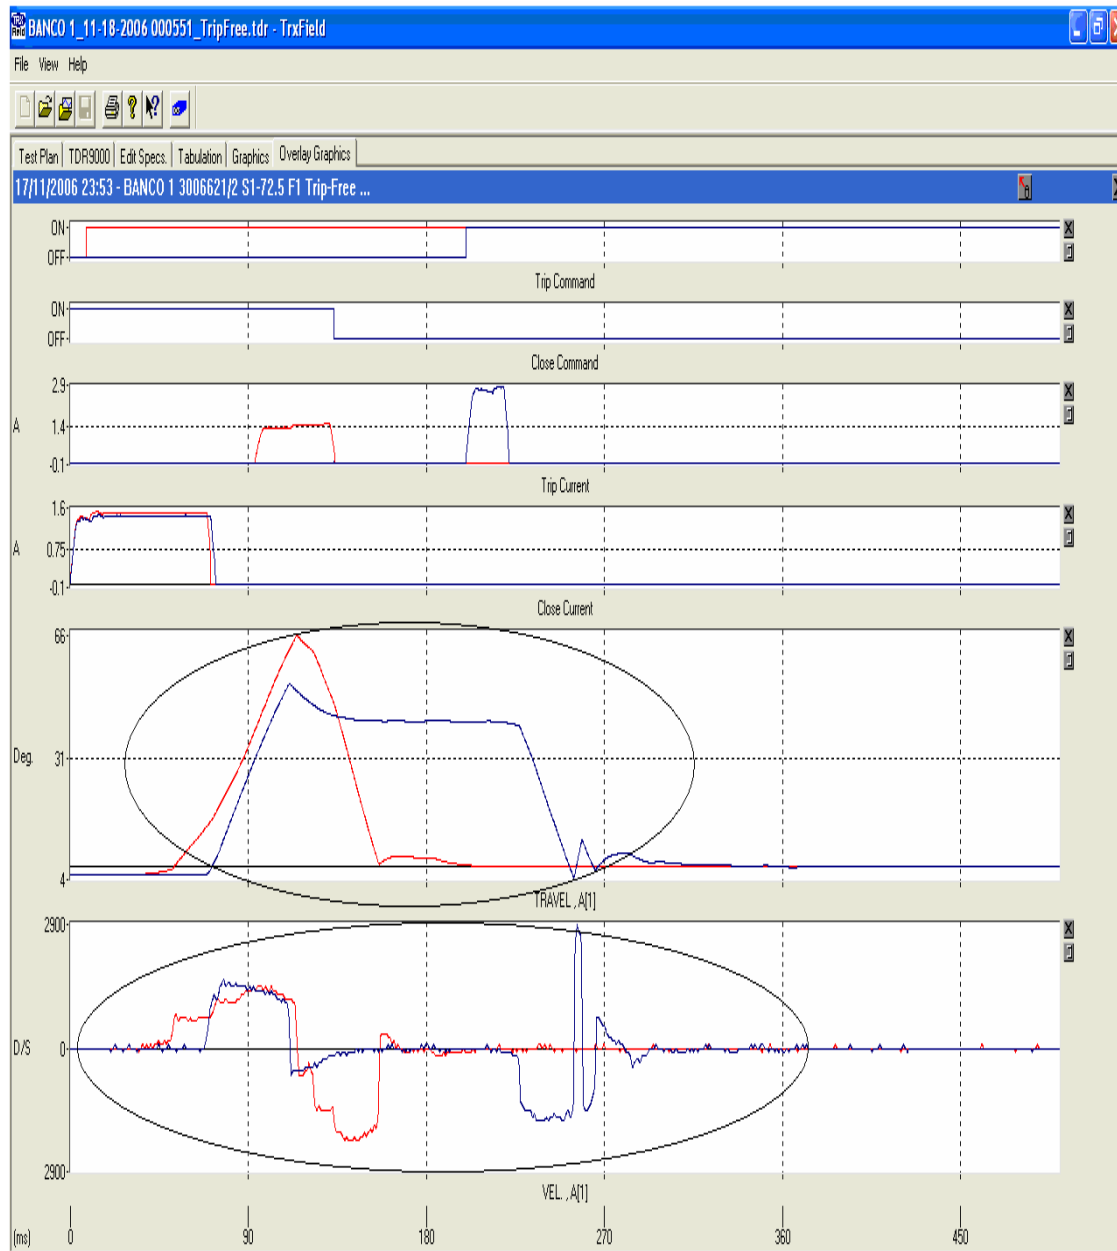 BANCO 1_11-18-2006 000551_TripFree.tdr - TrxField
File View Help
Test Plan TDR9000 Edit Specs. Tabulation Graphics Overlay Graphics
17/11/2006 23:53 - BANCO 1 3006621/2 S1-72.5 F1 Trip-Free ...
ON
OFF
Trip Command
ON
OFF
Close Command
2.9
A 1.4
-0.1
Trip Current
1.6
A 0.75
-0.1
Close Current
66
Deg. 31
4
TRAVEL , A[1]
2900
D/S 0
2900
VEL. , A[1]
(ms) 0 90 180 270 360 450